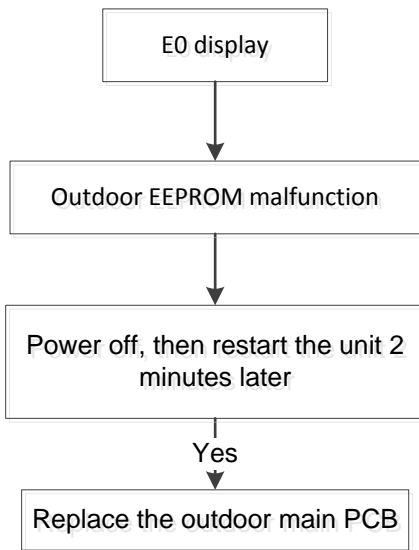 E0 display
Outdoor EEPROM malfunction
Power off, then restart the unit 2
minutes later
Yes
Replace the outdoor main PCB